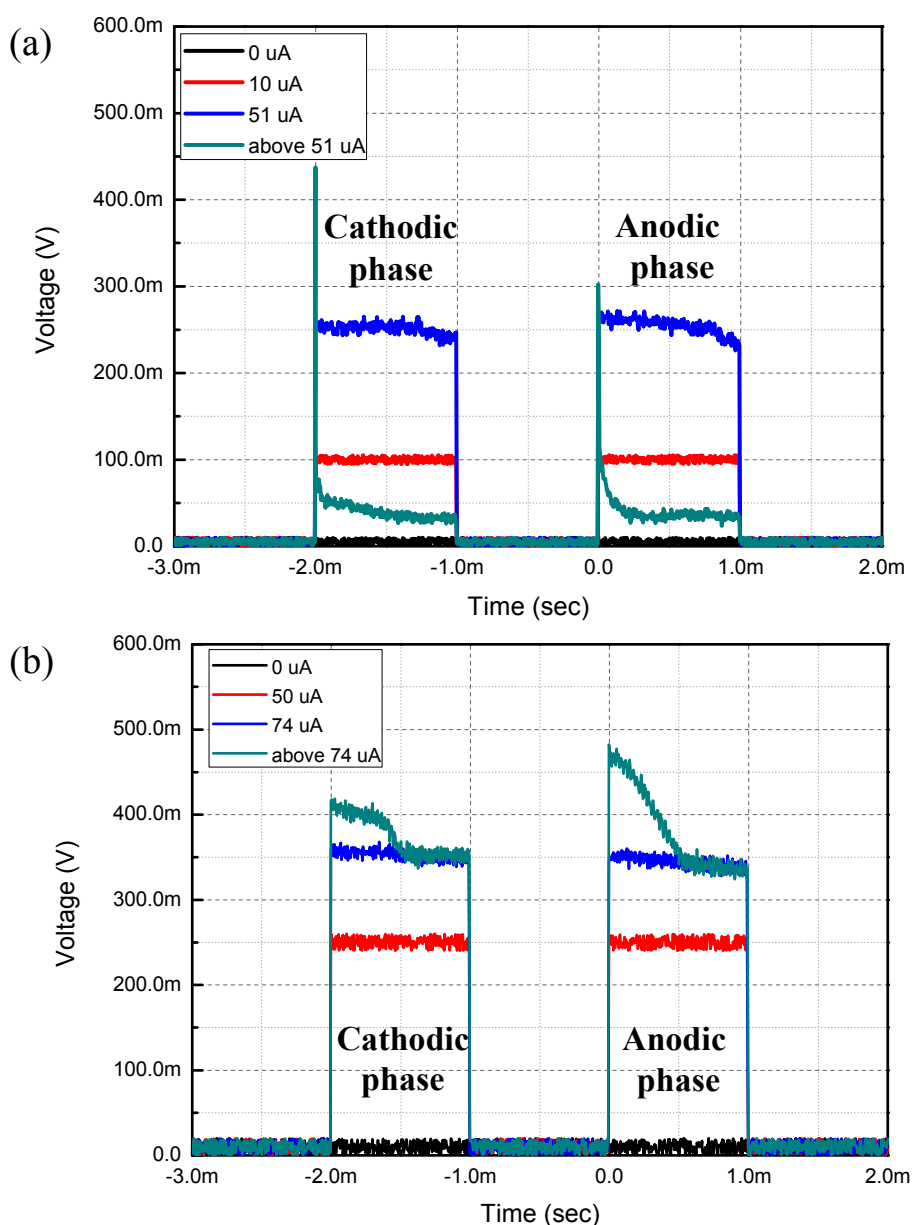 (a)
600.0m
500.0m
400.0m
300.0m
200.0m
100.0m
0.0
Voltage (V)
0 uA
10 uA
51 uA
above 51 uA
Cathodic
phase
Anodic
phase
-3.0m -2.0m -1.0m 0.0 1.0m 2.0m
Time (sec)
(b)
600.0m
500.0m
400.0m
300.0m
200.0m
100.0m
0.0
Voltage (V)
0 uA
50 uA
74 uA
above 74 uA
Cathodic
phase
Anodic
phase
-3.0m -2.0m -1.0m 0.0 1.0m 2.0m
Time (sec)